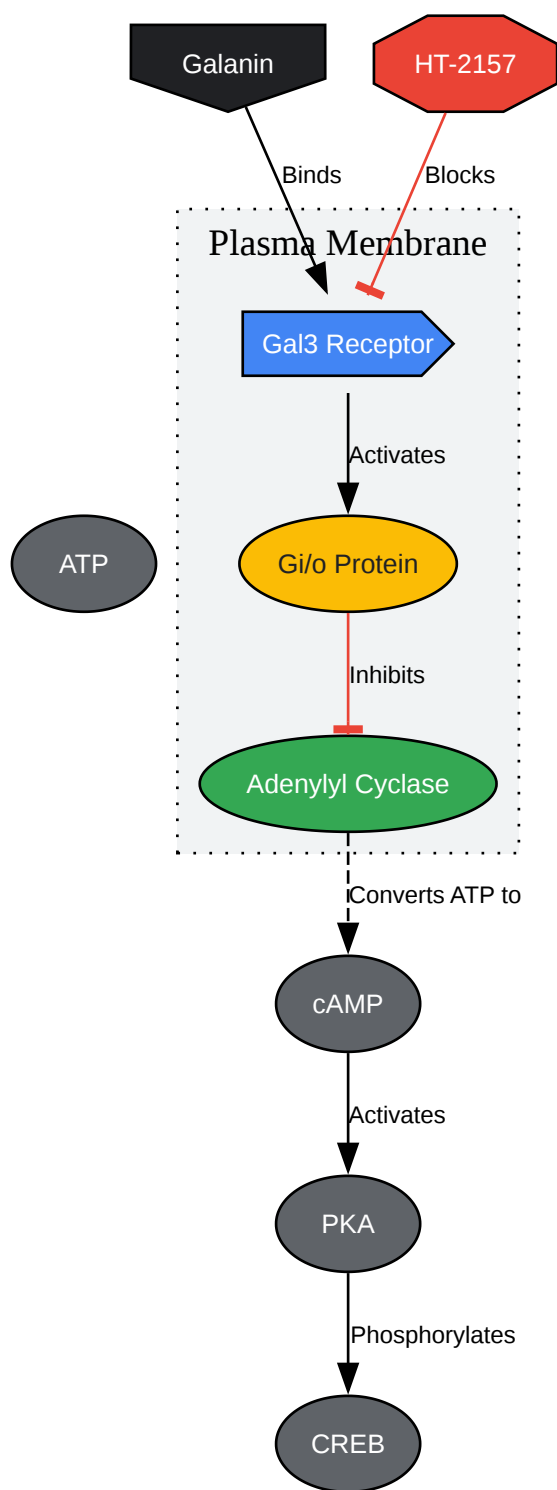 Galanin
HT-2157
Binds
Blocks
Plasma Membrane
Gal3 Receptor
Activates
ATP
Gi/o Protein
Inhibits
Adenylyl Cyclase
Converts ATP to
cAMP
Activates
PKA
Phosphorylates
CREB